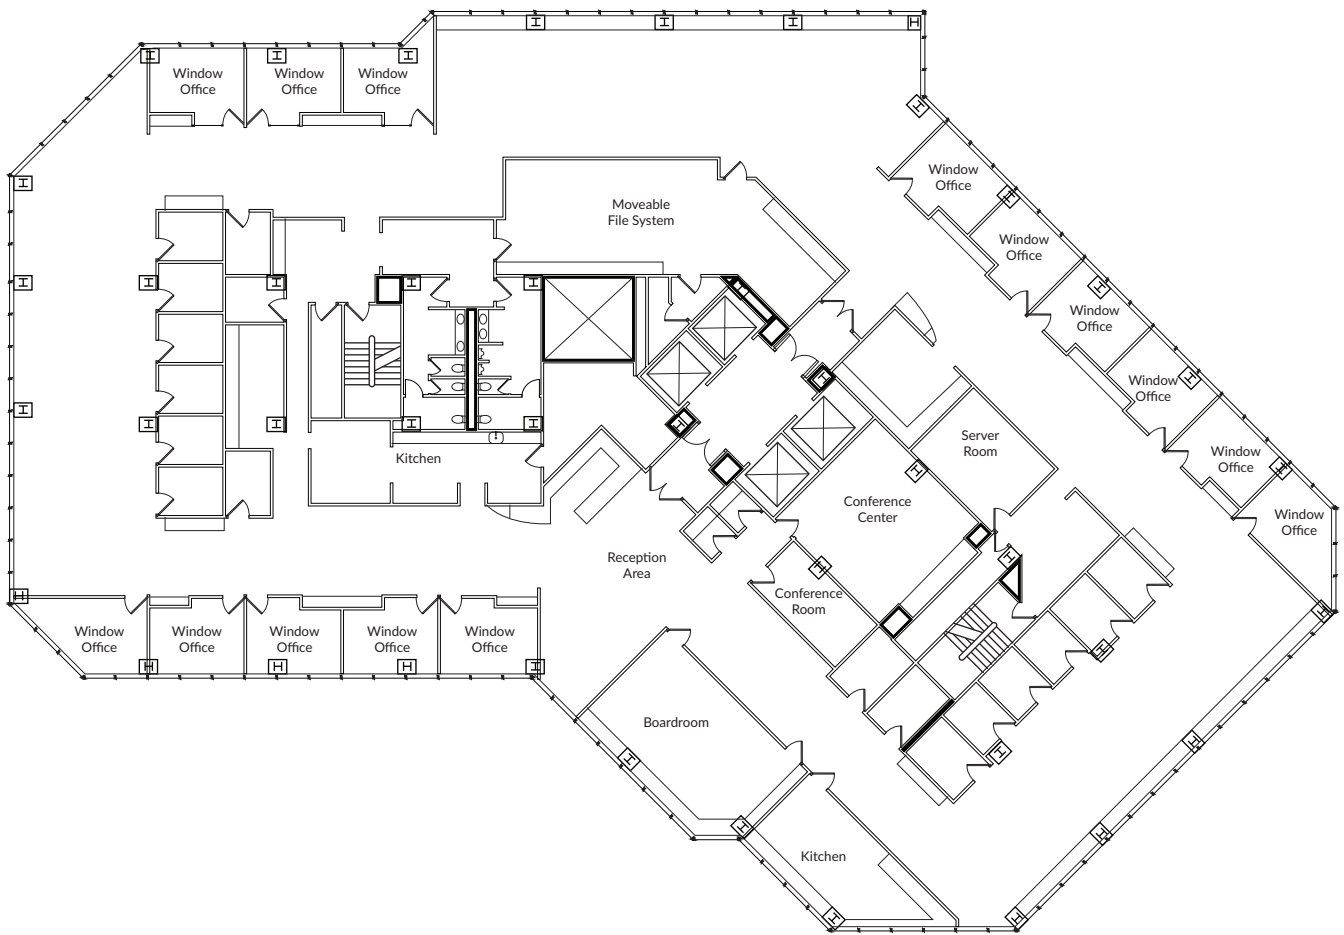 Window
Office
Window
Office
Window
Office
Window
Office
Moveable
File System
Window
Office
Window
Office
Window
Office
Window
Office
Window
Office
Server
Room
Kitchen
Conference
Center
Reception
Area
Conference
Room
Window
Office
Window
Office
Window
Office
Window
Office
Window
Office
Boardroom
Kitchen